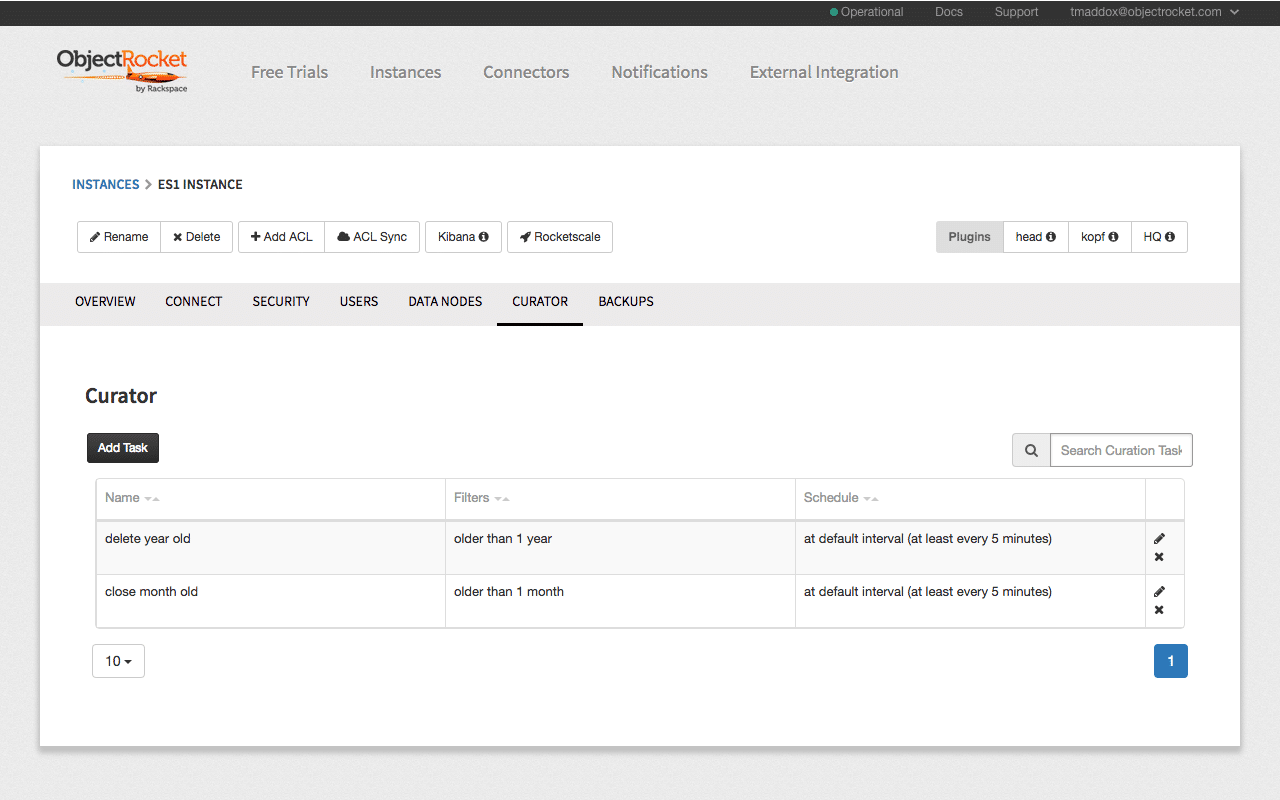 Operational Docs Support tmaddox@objectrocket.com
ObjectRocket
by Rackspace
Free Trials Instances Connectors Notifications External Integration
INSTANCES > ES1 INSTANCE
Rename Delete Add ACL ACL Sync Kibana Rocketscale Plugins head kopf HQ
OVERVIEW CONNECT SECURITY USERS DATA NODES CURATOR BACKUPS
Curator
Add Task Search Curation Task
Name Filters Schedule
delete year old older than 1 year at default interval (at least every 5 minutes)
close month old older than 1 month at default interval (at least every 5 minutes)
10 1